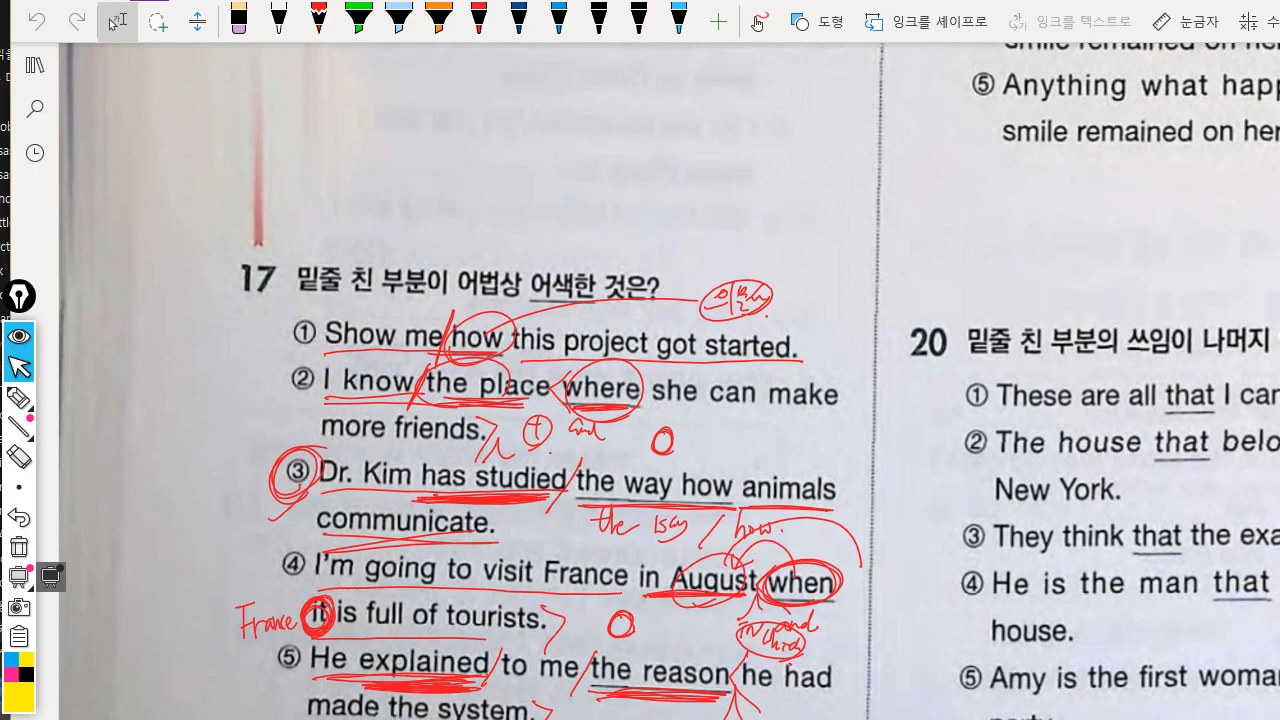 도형
잉크를 셰이프로
잉크를 텍스트로
눈금자
수
smile remained on her
⑤ Anything what happ
smile remained on her
17 밑줄 친 부분이 어법상 어색한 것은?
의문사
① Show me how this project got started.
② I know the place where she can make
more friends.
and
③ Dr. Kim has studied the way how animals
communicate.
the way / how.
④ I'm going to visit France in August when
France it is full of tourists.
and
⑤ He explained to me the reason he had
made the system.
20 밑줄 친 부분의 쓰임이 나머지
① These are all that I can
② The house that belo
New York.
③ They think that the exa
④ He is the man that
house.
⑤ Amy is the first woma